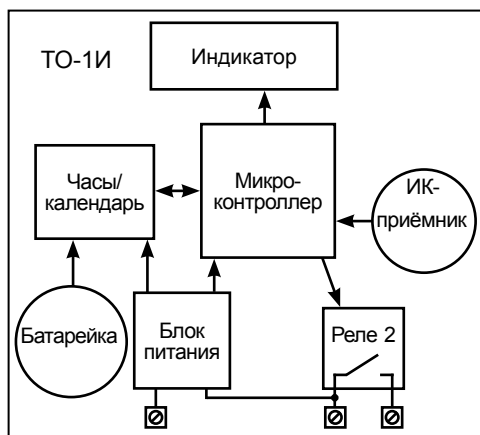 ТО-1И
Индикатор
Часы/
календарь
Микро-
контроллер
ИК-
приёмник
Батарейка
Блок
питания
Реле 2